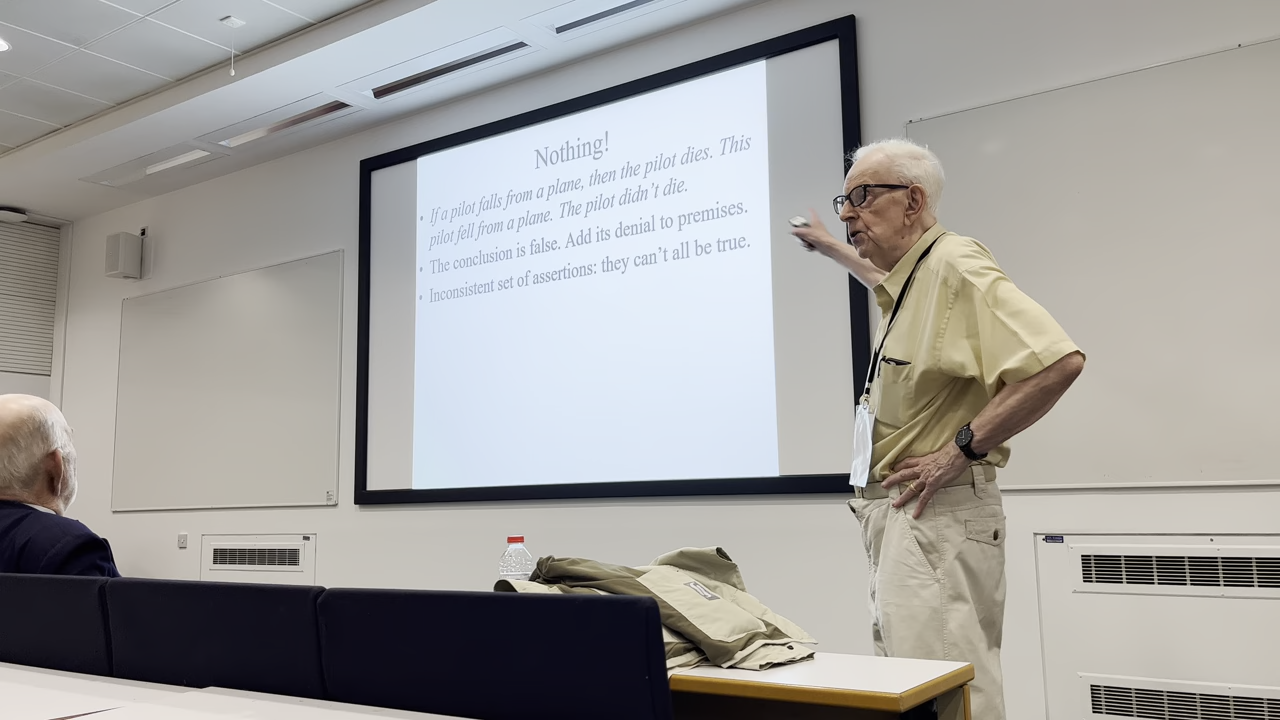 Nothing!
• If a pilot falls from a plane, then the pilot dies. This
pilot fell from a plane. The pilot didn't die.
• The conclusion is false. Add its denial to premises.
• Inconsistent set of assertions: they can't all be true.